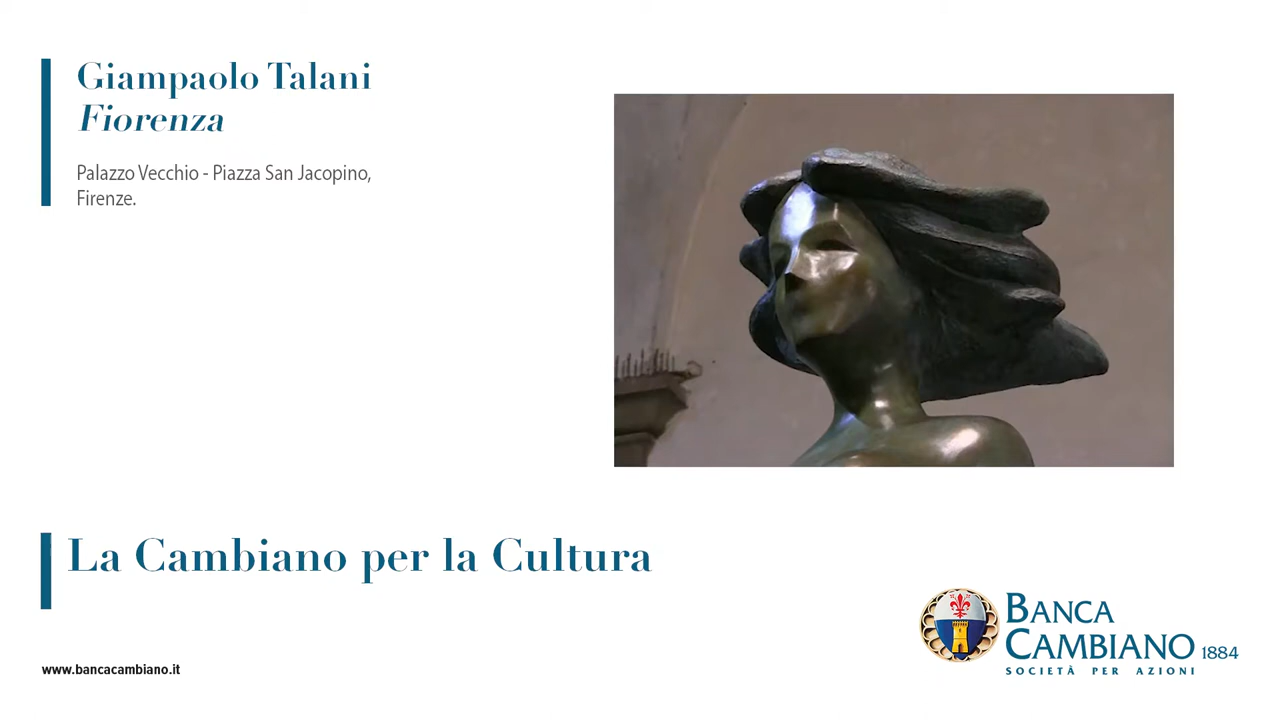 Giampaolo Talani
Fiorenza
Palazzo Vecchio - Piazza San Jacopino,
Firenze.
La Cambiano per la Cultura
BANCA
CAMBIANO 1884
SOCIETÀ PER AZIONI
www.bancacambiano.it